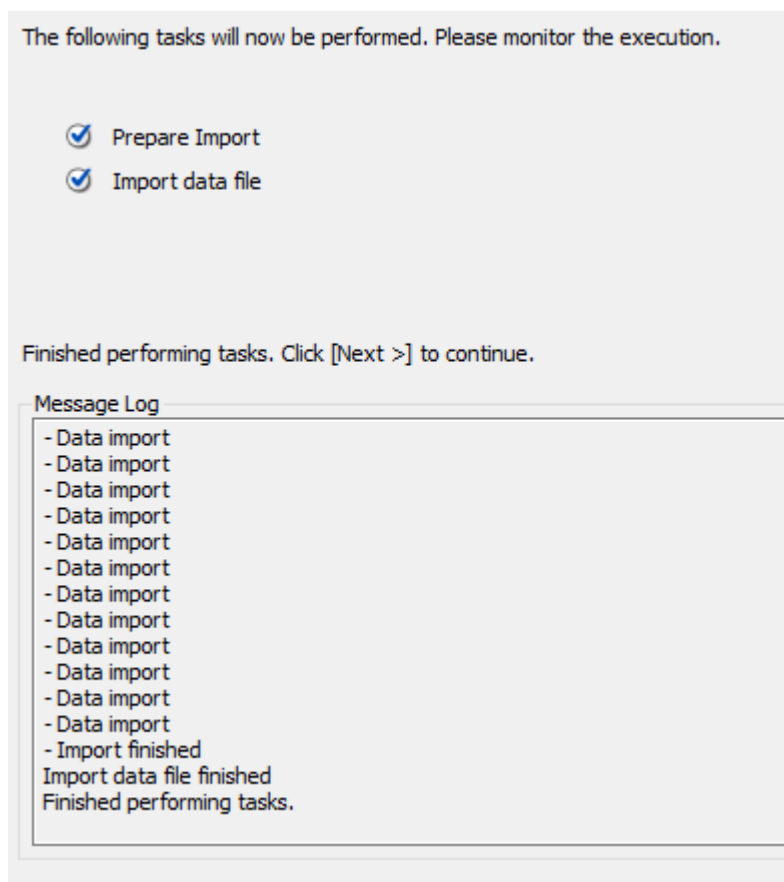 The following tasks will now be performed. Please monitor the execution.
Prepare Import
Import data file
Finished performing tasks. Click [Next >] to continue.
Message Log
- Data import
- Data import
- Data import
- Data import
- Data import
- Data import
- Data import
- Data import
- Data import
- Data import
- Data import
- Data import
- Import finished
Import data file finished
Finished performing tasks.